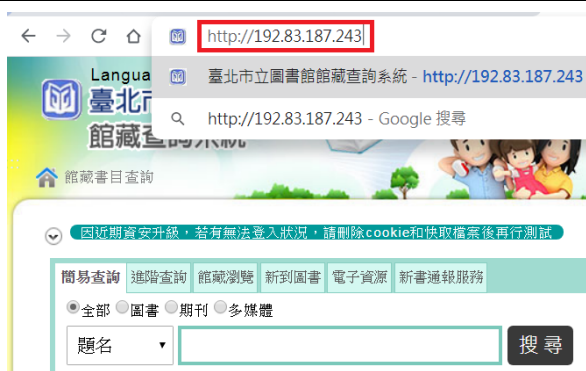 http://192.83.187.243
臺北市立圖書館館藏查詢系統 - http://192.83.187.243
http://192.83.187.243 - Google 搜尋
Langua
臺北市
館藏查詢系統
館藏書目查詢
因近期資安升級，若有無法登入狀況，請刪除cookie和快取檔案後再行測試
簡易查詢 進階查詢 館藏瀏覽 新到圖書 電子資源 新書通報服務
全部 圖書 期刊 多媒體
題名 搜尋